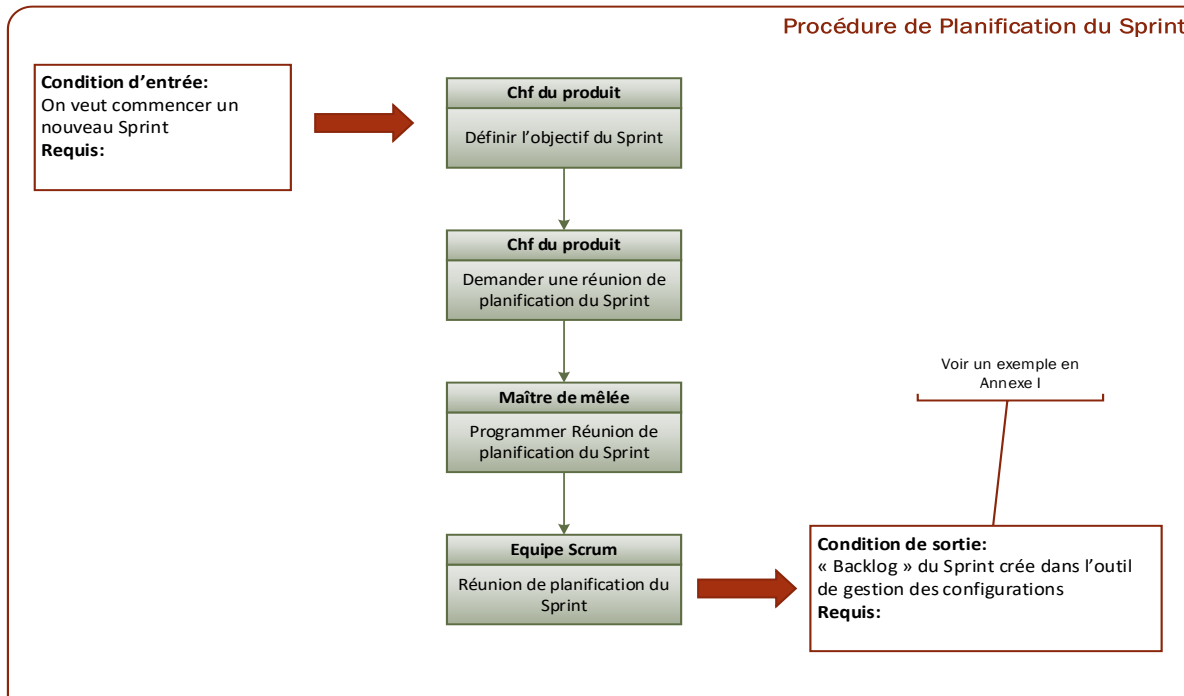 Procédure de Planification du Sprint
Condition d'entrée:
On veut commencer un
nouveau Sprint
Requis:
Chf du produit
Définir l'objectif du Sprint
Chf du produit
Demander une réunion de
planification du Sprint
Maître de mêlée
Programmer Réunion de
planification du Sprint
Equipe Scrum
Réunion de planification du
Sprint
Voir un exemple en
Annexe I
Condition de sortie:
« Backlog » du Sprint crée dans l'outil
de gestion des configurations
Requis: